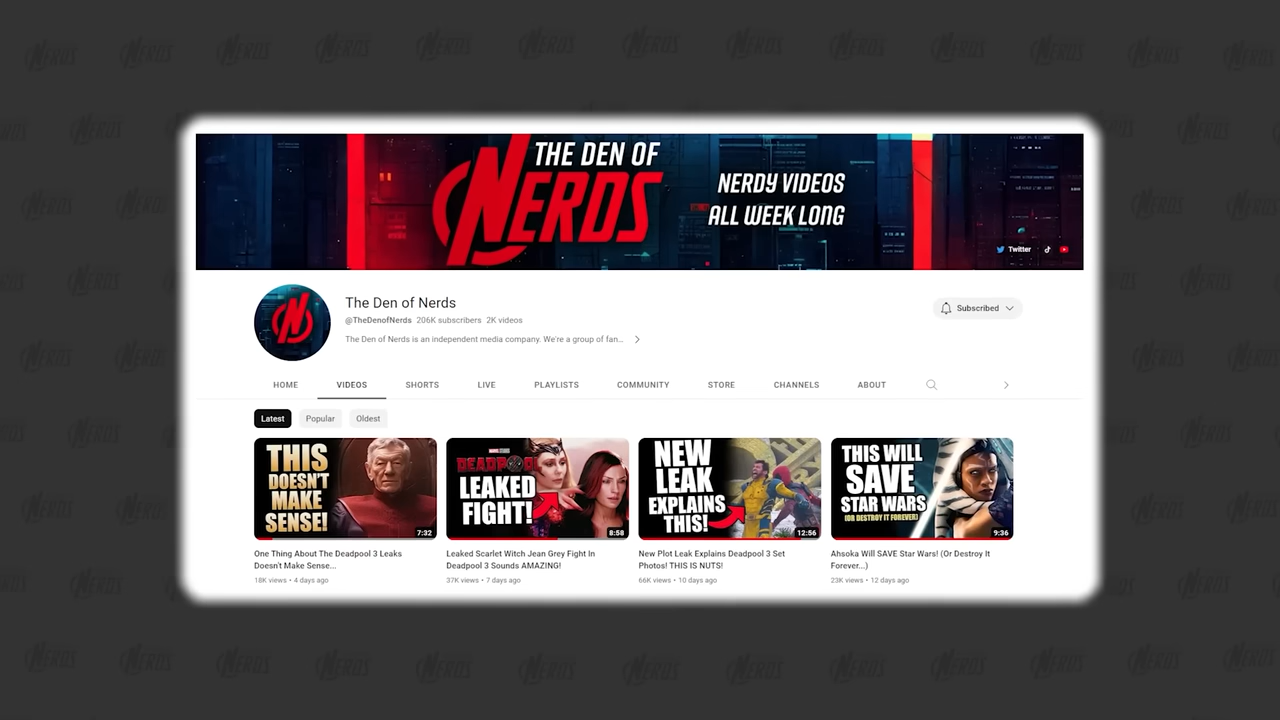 THE DEN OF
NERDS
NERDY VIDEOS
ALL WEEK LONG
Twitter
The Den of Nerds
@TheDenofNerds 206K subscribers 2K videos
The Den of Nerds is an independent media company. We're a group of fan...
Subscribed
HOME VIDEOS SHORTS LIVE PLAYLISTS COMMUNITY STORE CHANNELS ABOUT
Latest Popular Oldest
THIS
DOESN'T
MAKE
SENSE!
7:32
MARVEL STUDIOS
DEADPOOL
LEAKED
FIGHT!
8:58
NEW
LEAK
EXPLAINS
THIS!
12:56
THIS WILL
SAVE
STAR WARS
(OR DESTROY IT FOREVER)
9:36
One Thing About The Deadpool 3 Leaks
Doesn't Make Sense...
18K views • 4 days ago
Leaked Scarlet Witch Jean Grey Fight In
Deadpool 3 Sounds AMAZING!
37K views • 7 days ago
New Plot Leak Explains Deadpool 3 Set
Photos! THIS IS NUTS!
66K views • 10 days ago
Ahsoka Will SAVE Star Wars! (Or Destroy It
Forever...)
23K views • 12 days ago